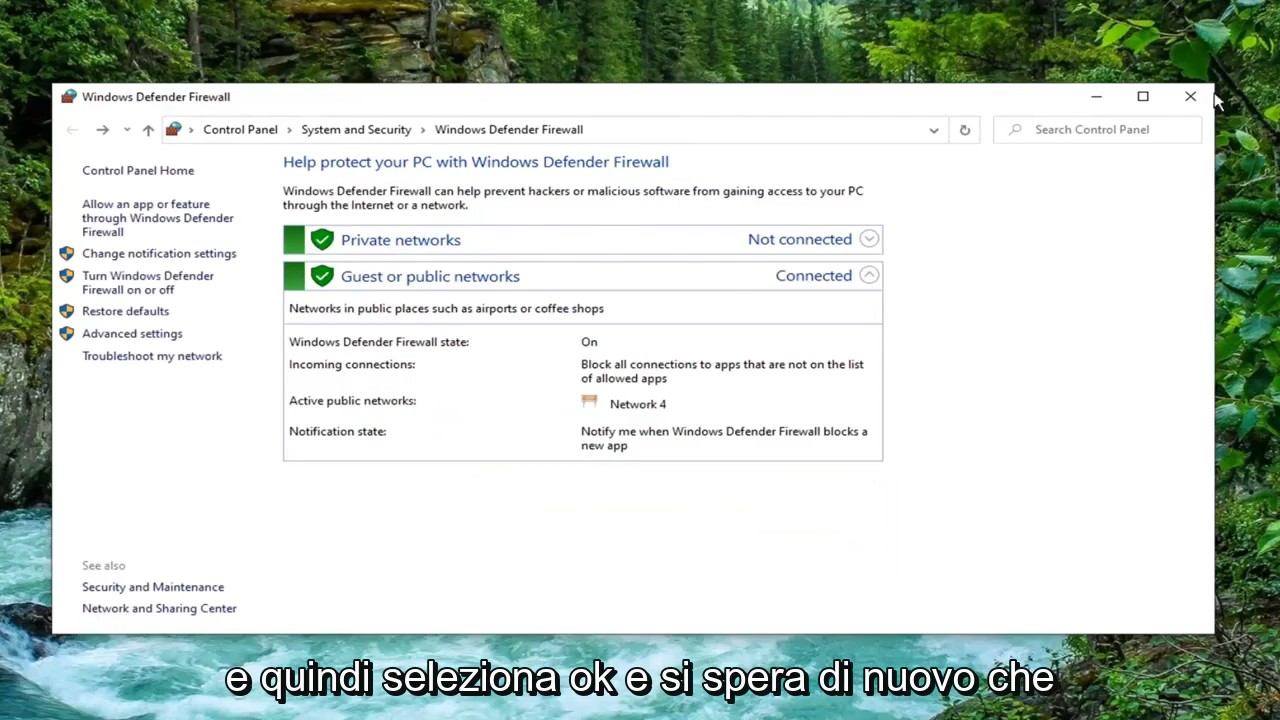 Windows Defender Firewall
Control Panel > System and Security > Windows Defender Firewall
Search Control Panel
Control Panel Home
Allow an app or feature
through Windows Defender
Firewall
Change notification settings
Turn Windows Defender
Firewall on or off
Restore defaults
Advanced settings
Troubleshoot my network
See also
Security and Maintenance
Network and Sharing Center
Help protect your PC with Windows Defender Firewall
Windows Defender Firewall can help prevent hackers or malicious software from gaining access to your PC
through the Internet or a network.
Private networks Not connected
Guest or public networks Connected
Networks in public places such as airports or coffee shops
Windows Defender Firewall state: On
Incoming connections: Block all connections to apps that are not on the list
of allowed apps
Active public networks: Network 4
Notification state: Notify me when Windows Defender Firewall blocks a
new app
e quindi seleziona ok e si spera di nuovo che